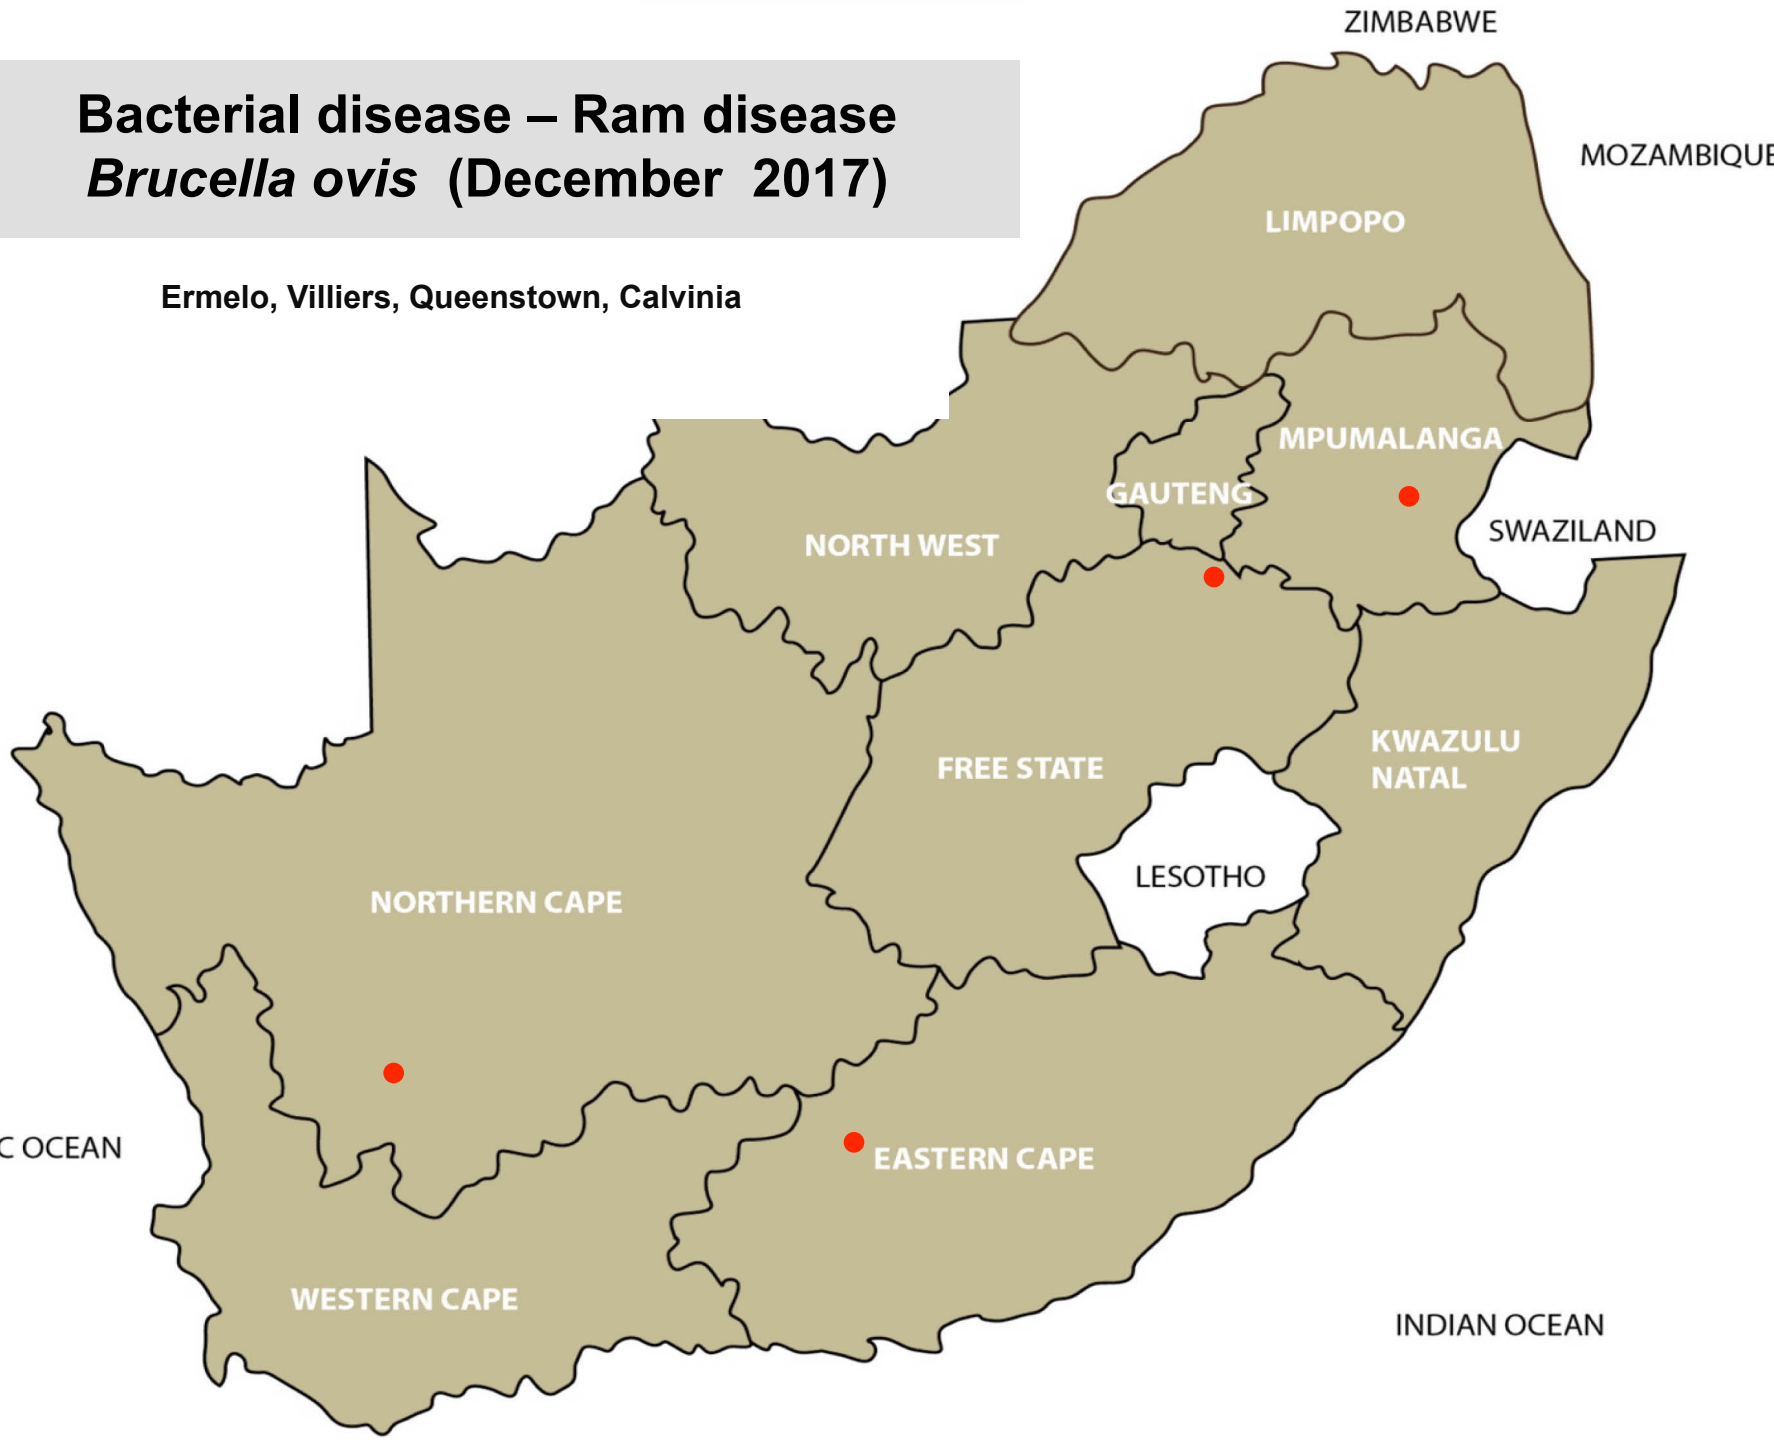 ZIMBABWE
Bacterial disease – Ram disease
Brucella ovis (December 2017)
MOZAMBIQUE
LIMPOPO
Ermelo, Villiers, Queenstown, Calvinia
MPUMALANGA
GAUTENG
SWAZILAND
NORTH WEST
KWAZULU
NATAL
FREE STATE
LESOTHO
NORTHERN CAPE
C OCEAN
EASTERN CAPE
WESTERN CAPE
INDIAN OCEAN